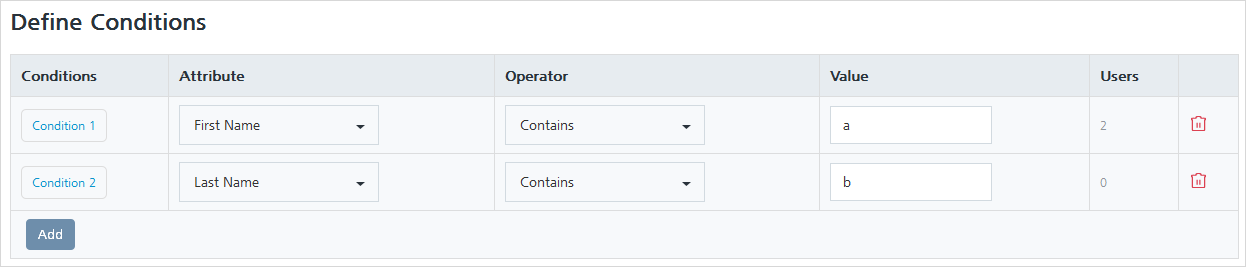 Define Conditions
Conditions Attribute Operator Value Users
Condition 1 First Name Contains a 2
Condition 2 Last Name Contains b 0
Add